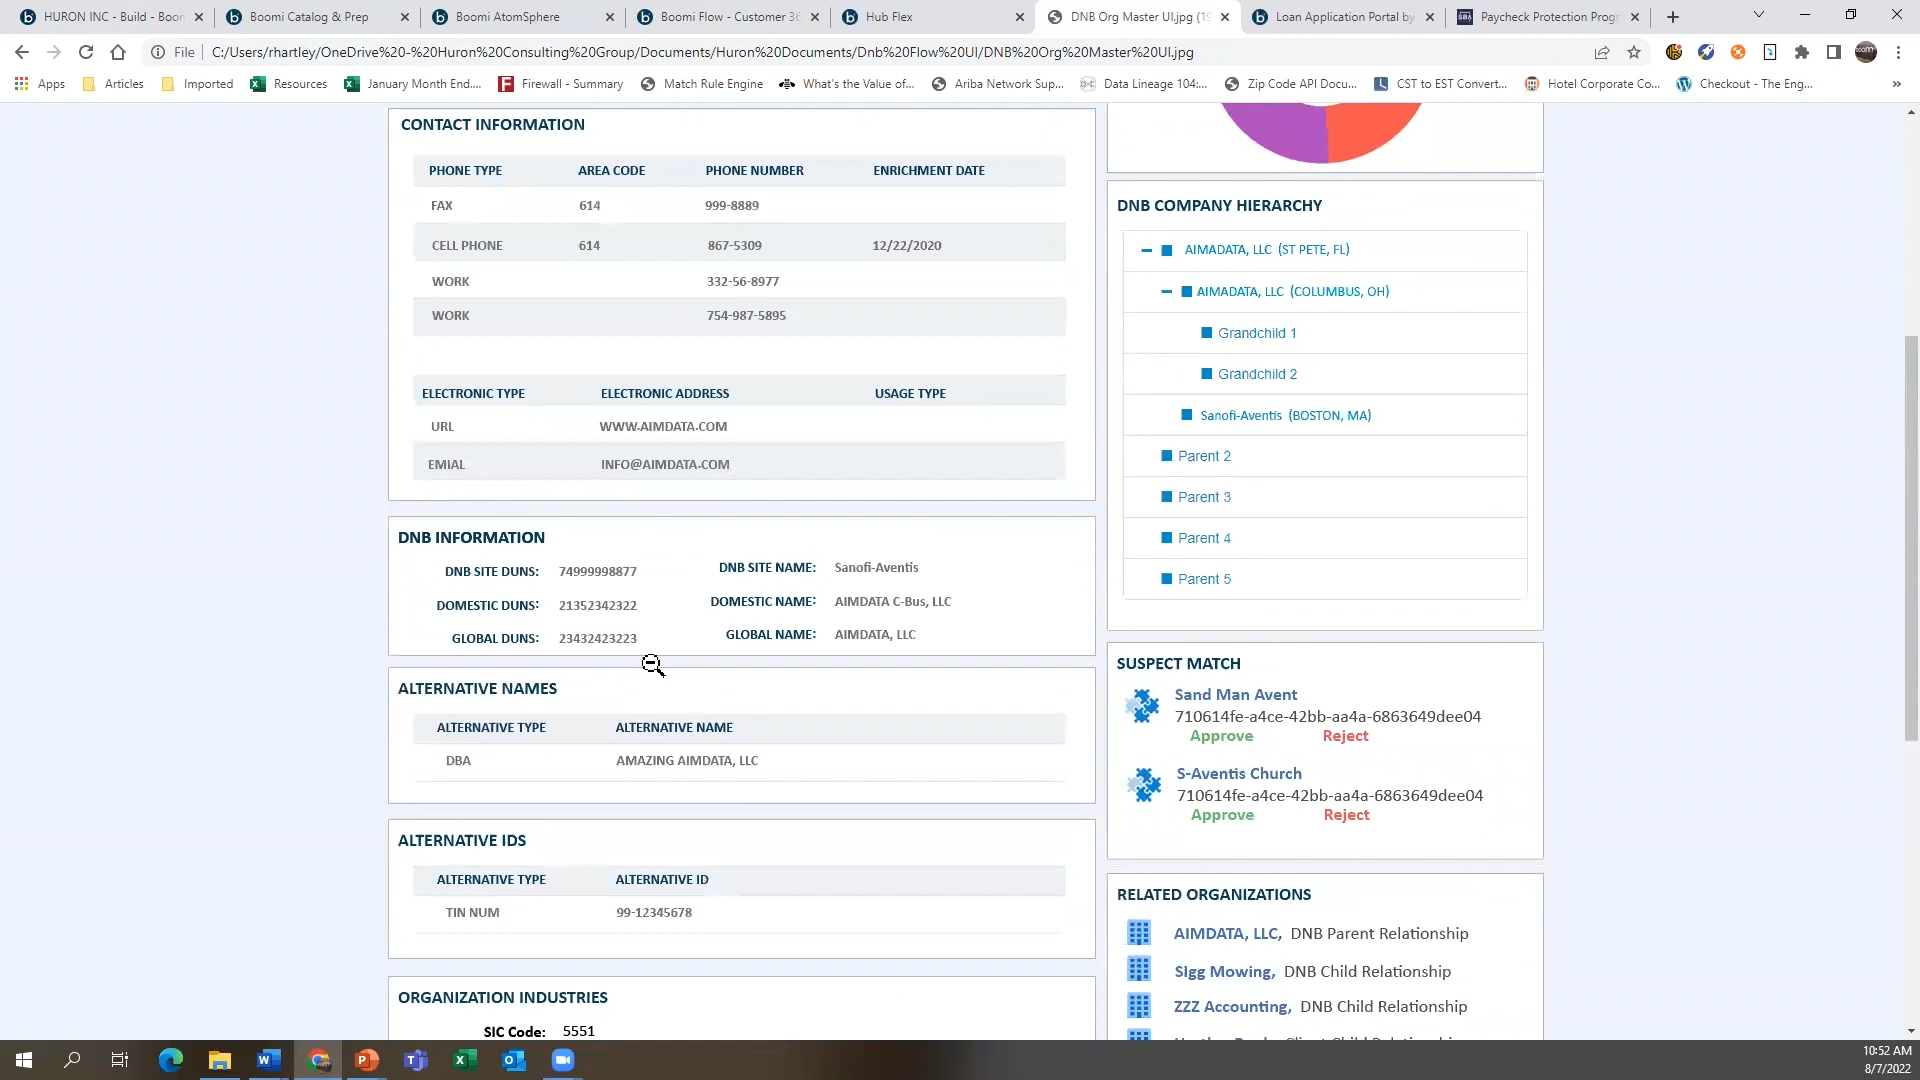 HURON INC - Build - Boom
Boomi Catalog & Prep
Boomi AtomSphere
Boomi Flow - Customer 36
Hub Flex
DNB Org Master UI.jpg (19
Loan Application Portal by
Paycheck Protection Prog
File
C:/Users/rhartley/OneDrive%20-%20Huron%20Consulting%20Group/Documents/Huron%20Documents/Dnb%20Flow%20UI/DNB%20Org%20Master%20UI.jpg
Apps
Articles
Imported
Resources
January Month End....
Firewall - Summary
Match Rule Engine
What's the Value of...
Ariba Network Sup...
Data Lineage 104:...
Zip Code API Docu...
CST to EST Convert...
Hotel Corporate Co...
Checkout - The Eng...
CONTACT INFORMATION
PHONE TYPE AREA CODE PHONE NUMBER ENRICHMENT DATE
FAX 614 999-8889
CELL PHONE 614 867-5309 12/22/2020
WORK 332-56-8977
WORK 754-987-5895
ELECTRONIC TYPE ELECTRONIC ADDRESS USAGE TYPE
URL WWW.AIMDATA.COM
EMIAL INFO@AIMDATA.COM
DNB INFORMATION
DNB SITE DUNS: 74999998877 DNB SITE NAME: Sanofi-Aventis
DOMESTIC DUNS: 21352342322 DOMESTIC NAME: AIMDATA C-Bus, LLC
GLOBAL DUNS: 23432423223 GLOBAL NAME: AIMDATA, LLC
ALTERNATIVE NAMES
ALTERNATIVE TYPE ALTERNATIVE NAME
DBA AMAZING AIMDATA, LLC
ALTERNATIVE IDS
ALTERNATIVE TYPE ALTERNATIVE ID
TIN NUM 99-12345678
ORGANIZATION INDUSTRIES
SIC Code: 5551
DNB COMPANY HIERARCHY
AIMADATA, LLC (ST PETE, FL)
AIMADATA, LLC (COLUMBUS, OH)
Grandchild 1
Grandchild 2
Sanofi-Aventis (BOSTON, MA)
Parent 2
Parent 3
Parent 4
Parent 5
SUSPECT MATCH
Sand Man Avent
710614fe-a4ce-42bb-aa4a-6863649dee04
Approve Reject
S-Aventis Church
710614fe-a4ce-42bb-aa4a-6863649dee04
Approve Reject
RELATED ORGANIZATIONS
AIMDATA, LLC, DNB Parent Relationship
SIgg Mowing, DNB Child Relationship
ZZZ Accounting, DNB Child Relationship
10:52 AM
8/7/2022